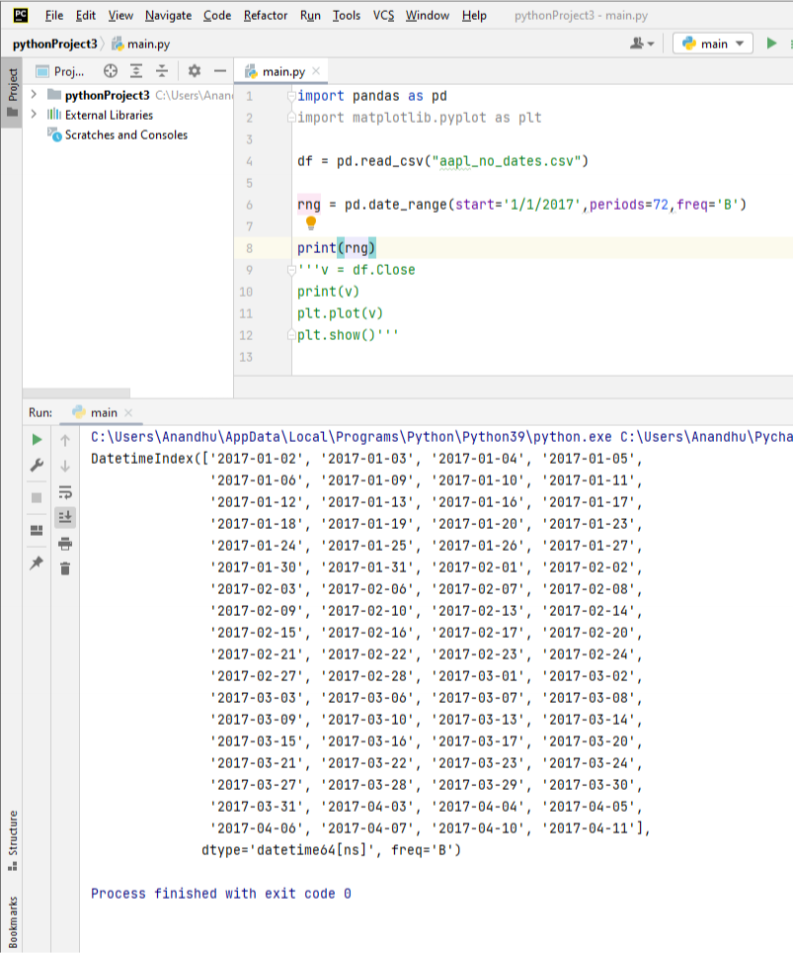 PC File Edit View Navigate Code Refactor Run Tools VCS Window Help pythonProject3 - main.py
pythonProject3 main.py main
Project
Proj... main.py
pythonProject3 C:\Users\Anand
External Libraries
Scratches and Consoles
1 import pandas as pd
2 import matplotlib.pyplot as plt
3
4 df = pd.read_csv("aapl_no_dates.csv")
5
6 rng = pd.date_range(start='1/1/2017',periods=72,freq='B')
7
8 print(rng)
9 '''v = df.Close
10 print(v)
11 plt.plot(v)
12 plt.show()'''
13
Run: main
C:\Users\Anandhu\AppData\Local\Programs\Python\Python39\python.exe C:\Users\Anandhu\Pycha
DatetimeIndex(['2017-01-02', '2017-01-03', '2017-01-04', '2017-01-05',
'2017-01-06', '2017-01-09', '2017-01-10', '2017-01-11',
'2017-01-12', '2017-01-13', '2017-01-16', '2017-01-17',
'2017-01-18', '2017-01-19', '2017-01-20', '2017-01-23',
'2017-01-24', '2017-01-25', '2017-01-26', '2017-01-27',
'2017-01-30', '2017-01-31', '2017-02-01', '2017-02-02',
'2017-02-03', '2017-02-06', '2017-02-07', '2017-02-08',
'2017-02-09', '2017-02-10', '2017-02-13', '2017-02-14',
'2017-02-15', '2017-02-16', '2017-02-17', '2017-02-20',
'2017-02-21', '2017-02-22', '2017-02-23', '2017-02-24',
'2017-02-27', '2017-02-28', '2017-03-01', '2017-03-02',
'2017-03-03', '2017-03-06', '2017-03-07', '2017-03-08',
'2017-03-09', '2017-03-10', '2017-03-13', '2017-03-14',
'2017-03-15', '2017-03-16', '2017-03-17', '2017-03-20',
'2017-03-21', '2017-03-22', '2017-03-23', '2017-03-24',
'2017-03-27', '2017-03-28', '2017-03-29', '2017-03-30',
'2017-03-31', '2017-04-03', '2017-04-04', '2017-04-05',
'2017-04-06', '2017-04-07', '2017-04-10', '2017-04-11'],
dtype='datetime64[ns]', freq='B')
Process finished with exit code 0
Structure
Bookmarks